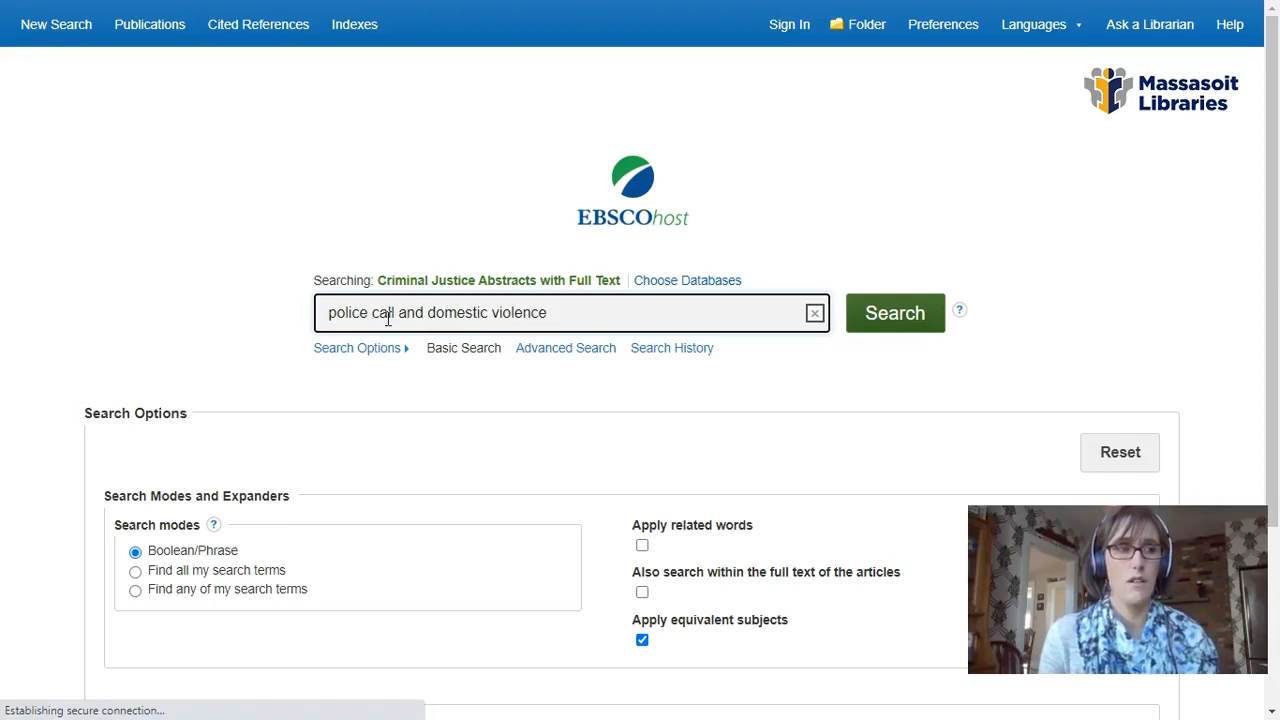 New Search Publications Cited References Indexes Sign In Folder Preferences Languages Ask a Librarian Help
Massasoit
Libraries
EBSCOhost
Searching: Criminal Justice Abstracts with Full Text Choose Databases
police call and domestic violence Search ?
Search Options Basic Search Advanced Search Search History
Search Options
Reset
Search Modes and Expanders
Search modes ?
Boolean/Phrase
Find all my search terms
Find any of my search terms
Apply related words
Also search within the full text of the articles
Apply equivalent subjects
Establishing secure connection...